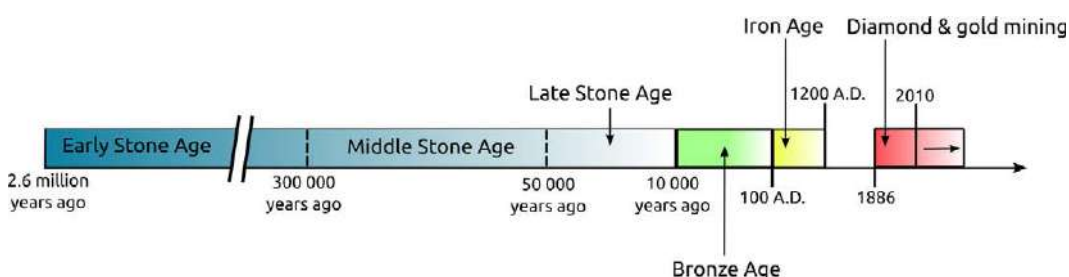 Iron Age
Diamond & gold mining
Late Stone Age
1200 A.D.
2010
Early Stone Age
Middle Stone Age
2.6 million
years ago
300 000
years ago
50 000
years ago
10 000
years ago
100 A.D.
1886
Bronze Age